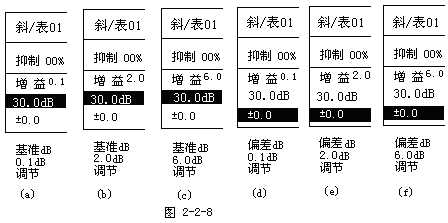 斜/表01
抑制 00%
增益0.1
30.0dB
±0.0
基准dB
0.1dB
调节
(a)
斜/表01
抑制 00%
增益2.0
30.0dB
±0.0
基准dB
2.0dB
调节
(b)
斜/表01
抑制 00%
增益6.0
30.0dB
±0.0
基准dB
6.0dB
调节
(c)
斜/表01
抑制 00%
增益0.1
30.0dB
±0.0
偏差dB
0.1dB
调节
(d)
斜/表01
抑制 00%
增益2.0
30.0dB
±0.0
偏差dB
2.0dB
调节
(e)
斜/表01
抑制 00%
增益6.0
30.0dB
±0.0
偏差dB
6.0dB
调节
(f)
图 2-2-8